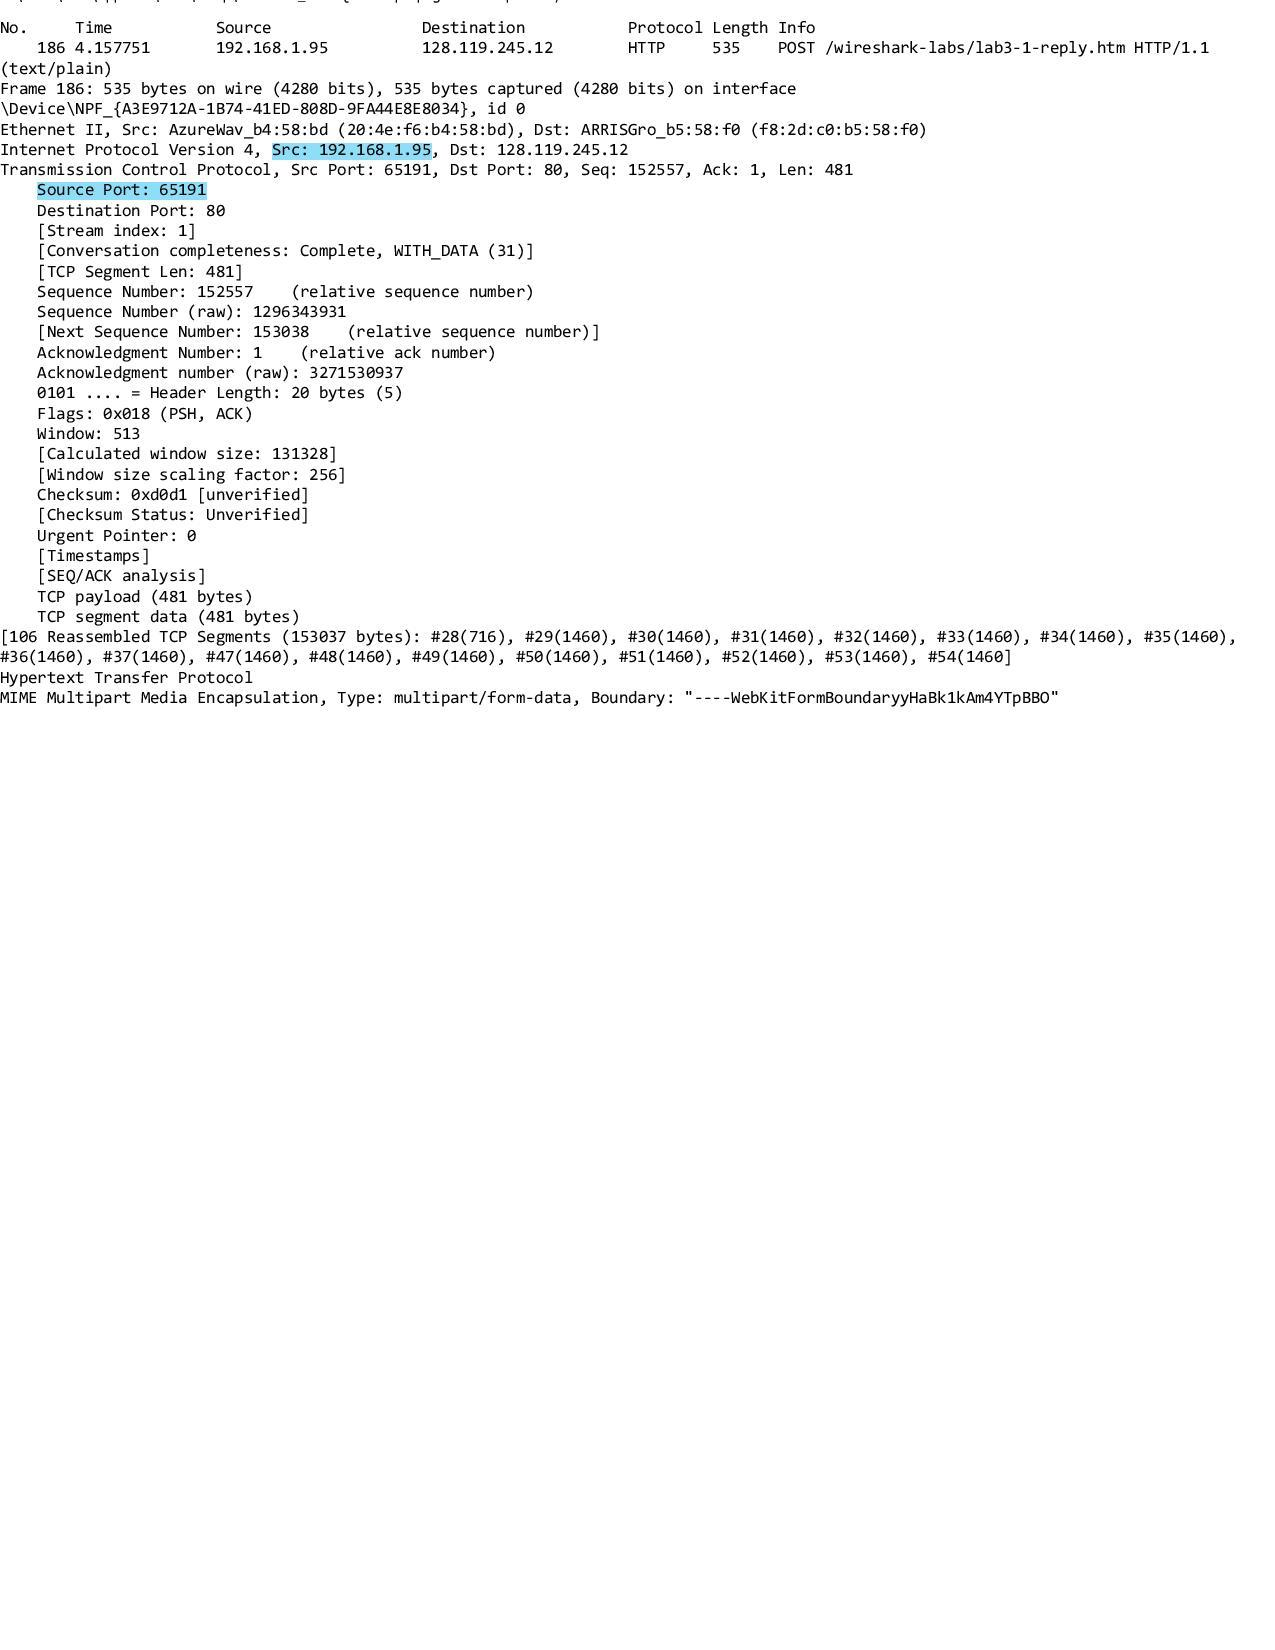 No.     Time           Source                Destination           Protocol Length Info
    186 4.157751       192.168.1.95          128.119.245.12        HTTP     535    POST /wireshark-labs/lab3-1-reply.htm HTTP/1.1
(text/plain)
Frame 186: 535 bytes on wire (4280 bits), 535 bytes captured (4280 bits) on interface
\Device\NPF_{A3E9712A-1B74-41ED-808D-9FA44E8E8034}, id 0
Ethernet II, Src: AzureWav_b4:58:bd (20:4e:f6:b4:58:bd), Dst: ARRISGro_b5:58:f0 (f8:2d:c0:b5:58:f0)
Internet Protocol Version 4, Src: 192.168.1.95, Dst: 128.119.245.12
Transmission Control Protocol, Src Port: 65191, Dst Port: 80, Seq: 152557, Ack: 1, Len: 481
    Source Port: 65191
    Destination Port: 80
    [Stream index: 1]
    [Conversation completeness: Complete, WITH_DATA (31)]
    [TCP Segment Len: 481]
    Sequence Number: 152557    (relative sequence number)
    Sequence Number (raw): 1296343931
    [Next Sequence Number: 153038    (relative sequence number)]
    Acknowledgment Number: 1    (relative ack number)
    Acknowledgment number (raw): 3271530937
    0101 .... = Header Length: 20 bytes (5)
    Flags: 0x018 (PSH, ACK)
    Window: 513
    [Calculated window size: 131328]
    [Window size scaling factor: 256]
    Checksum: 0xd0d1 [unverified]
    [Checksum Status: Unverified]
    Urgent Pointer: 0
    [Timestamps]
    [SEQ/ACK analysis]
    TCP payload (481 bytes)
    TCP segment data (481 bytes)
[106 Reassembled TCP Segments (153037 bytes): #28(716), #29(1460), #30(1460), #31(1460), #32(1460), #33(1460), #34(1460), #35(1460),
#36(1460), #37(1460), #47(1460), #48(1460), #49(1460), #50(1460), #51(1460), #52(1460), #53(1460), #54(1460]
Hypertext Transfer Protocol
MIME Multipart Media Encapsulation, Type: multipart/form-data, Boundary: "----WebKitFormBoundaryyHaBk1kAm4YTpBBO"